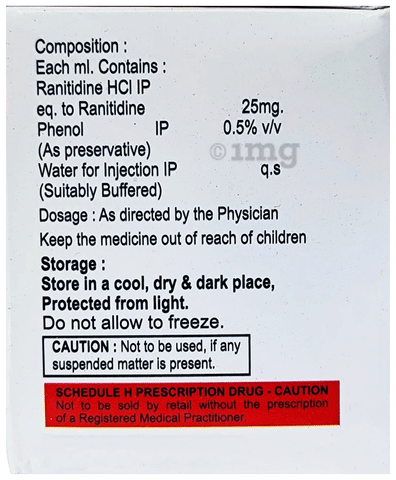 Composition :
Each ml. Contains :
Ranitidine HCl IP
eq. to Ranitidine 25mg.
Phenol IP 0.5% v/v
(As preservative)
©1mg
Water for Injection IP q.s
(Suitably Buffered)
Dosage : As directed by the Physician
Keep the medicine out of reach of children
Storage :
Store in a cool, dry & dark place,
Protected from light.
Do not allow to freeze.
CAUTION : Not to be used, if any
suspended matter is present.
SCHEDULE H PRESCRIPTION DRUG - CAUTION
Not to be sold by retail without the prescription
of a Registered Medical Practitioner.